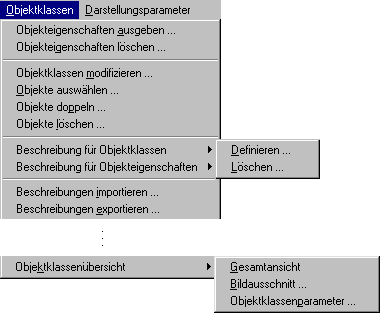 Objektklassen Darstellungsparameter
Objekteigenschaften ausgeben ...
Objekteigenschaften löschen ...
Objektklassen modifizieren ...
Objekte auswählen ...
Objekte doppeln ...
Objekte löschen ...
Beschreibung für Objektklassen
Definieren ...
Beschreibung für Objekteigenschaften
Löschen ...
Beschreibungen importieren ...
Beschreibungen exportieren ...
Objektklassenübersicht
Gesamtansicht
Bildausschnitt ...
Objektklassenparameter ...